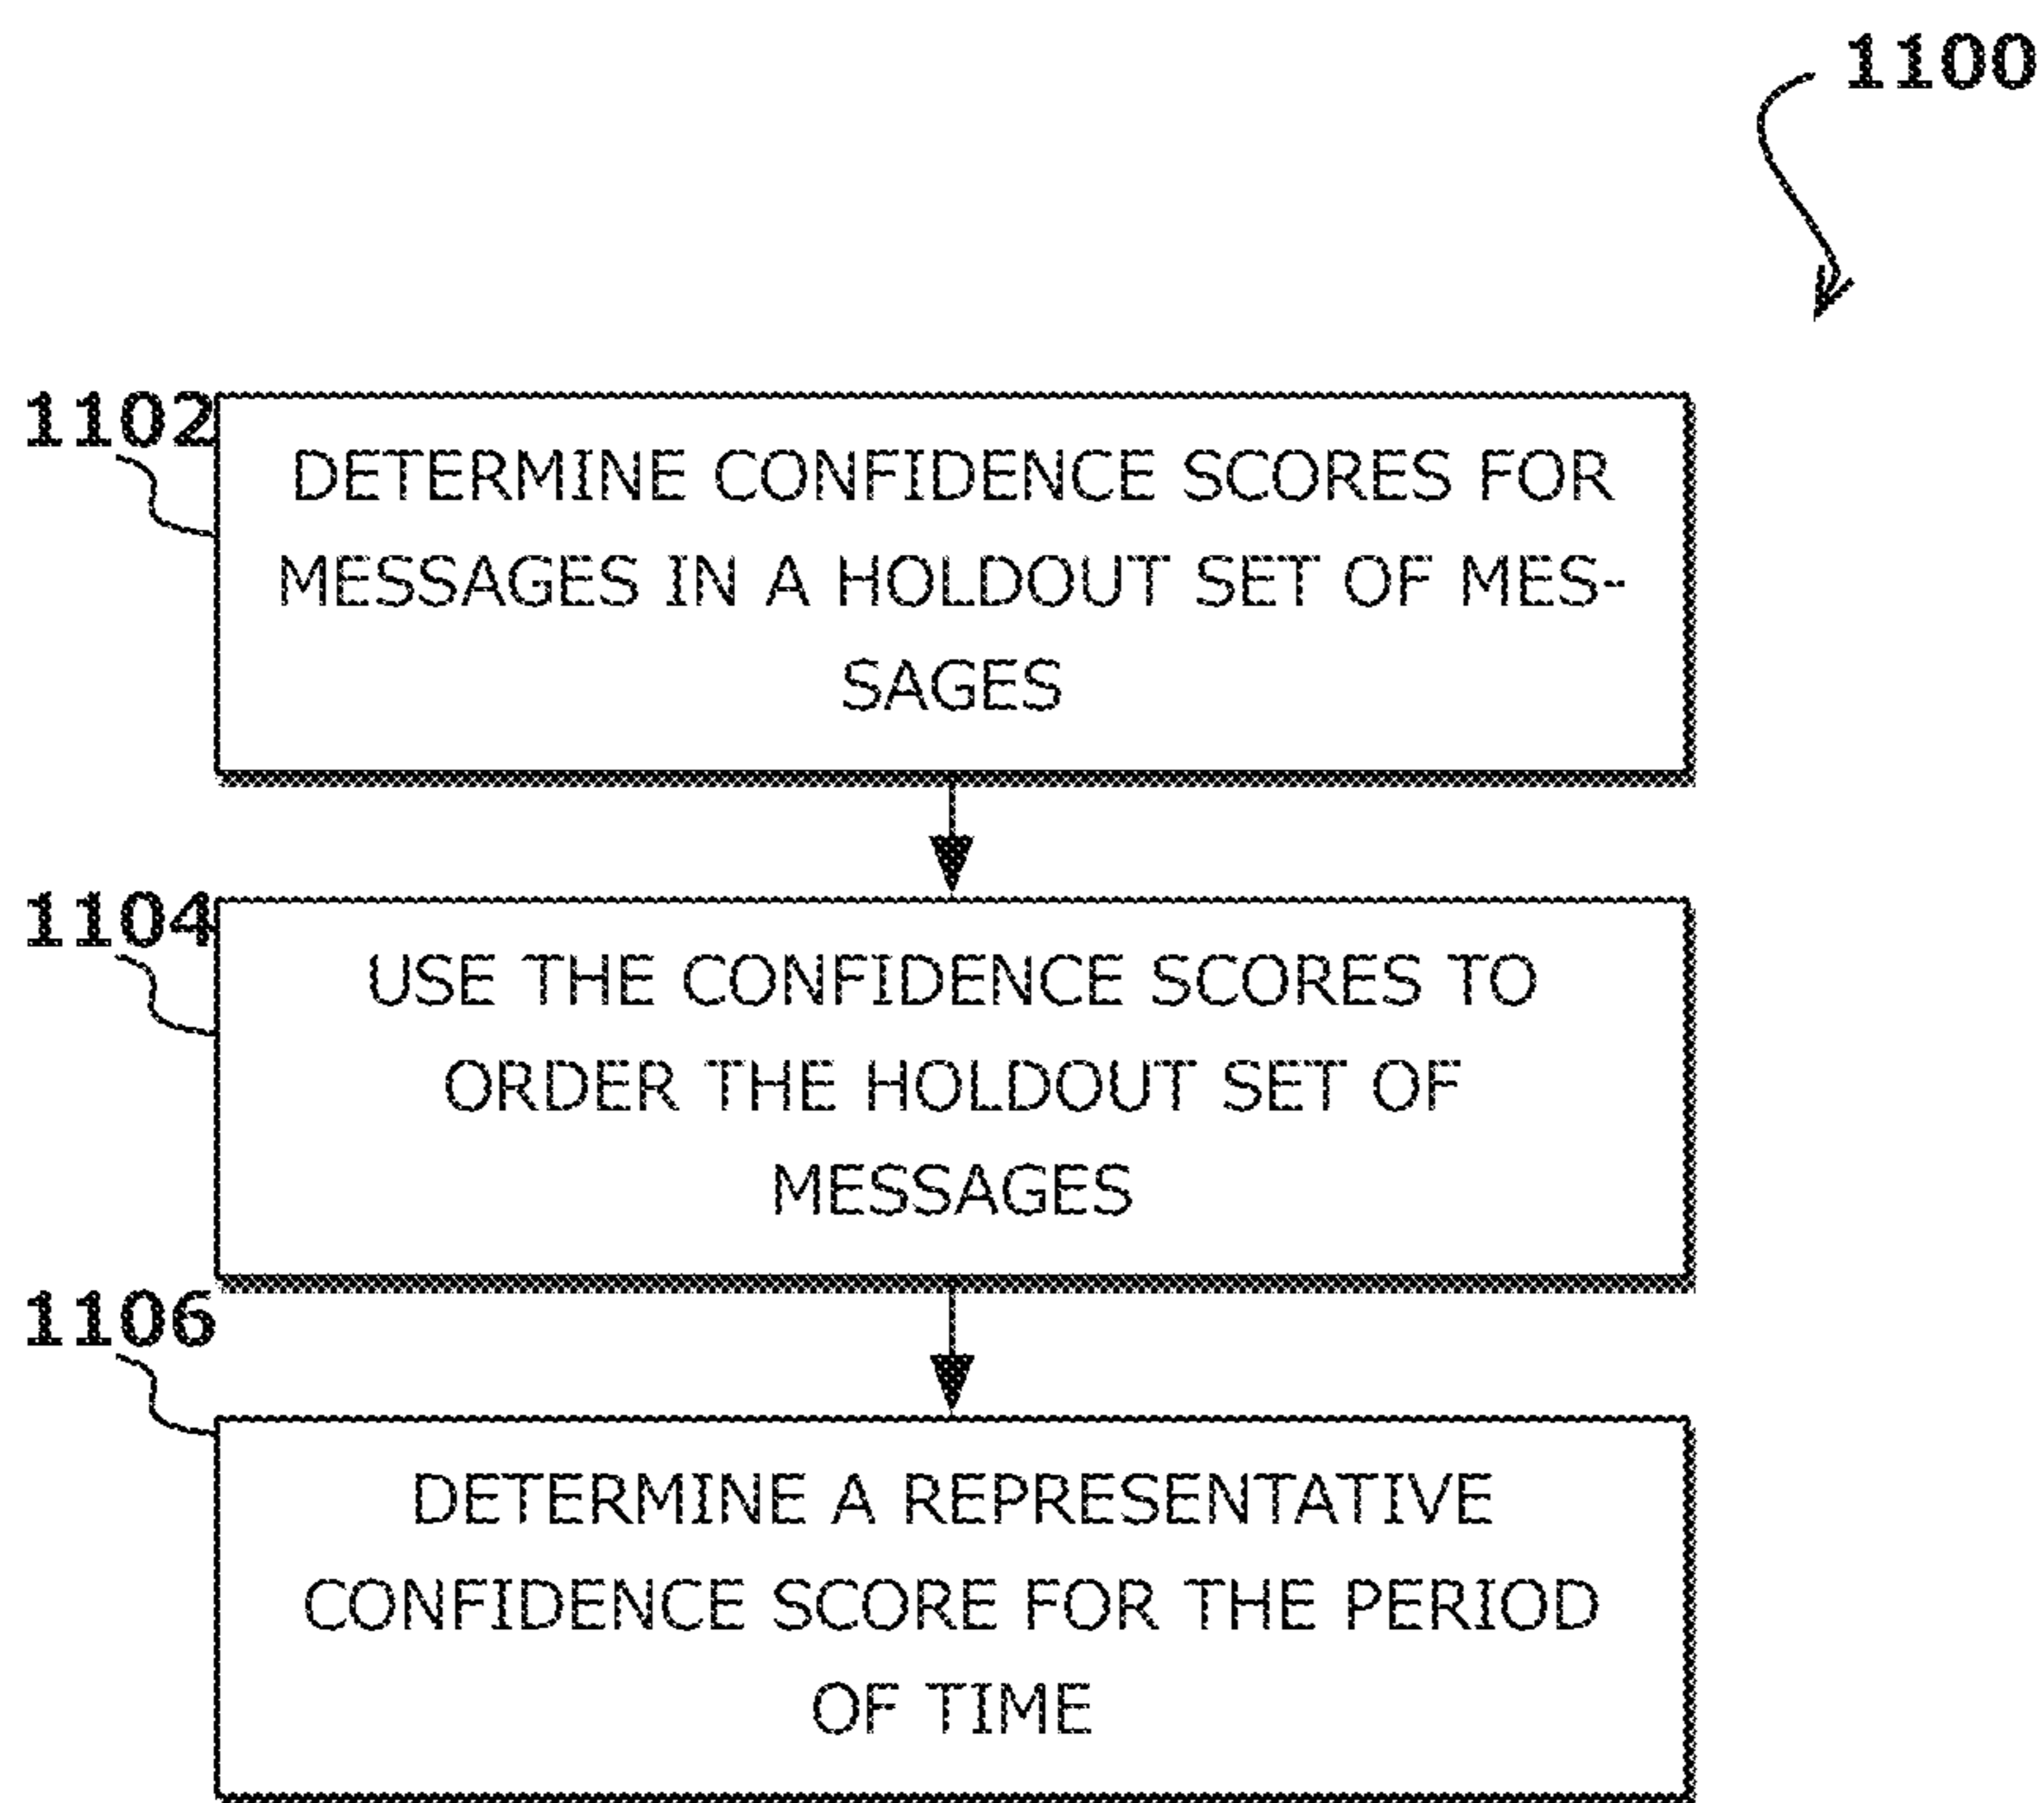 1100
1102
DETERMINE CONFIDENCE SCORES FOR
MESSAGES IN A HOLDOUT SET OF MES-
SAGES
1104
USE THE CONFIDENCE SCORES TO
ORDER THE HOLDOUT SET OF
MESSAGES
1106
DETERMINE A REPRESENTATIVE
CONFIDENCE SCORE FOR THE PERIOD
OF TIME